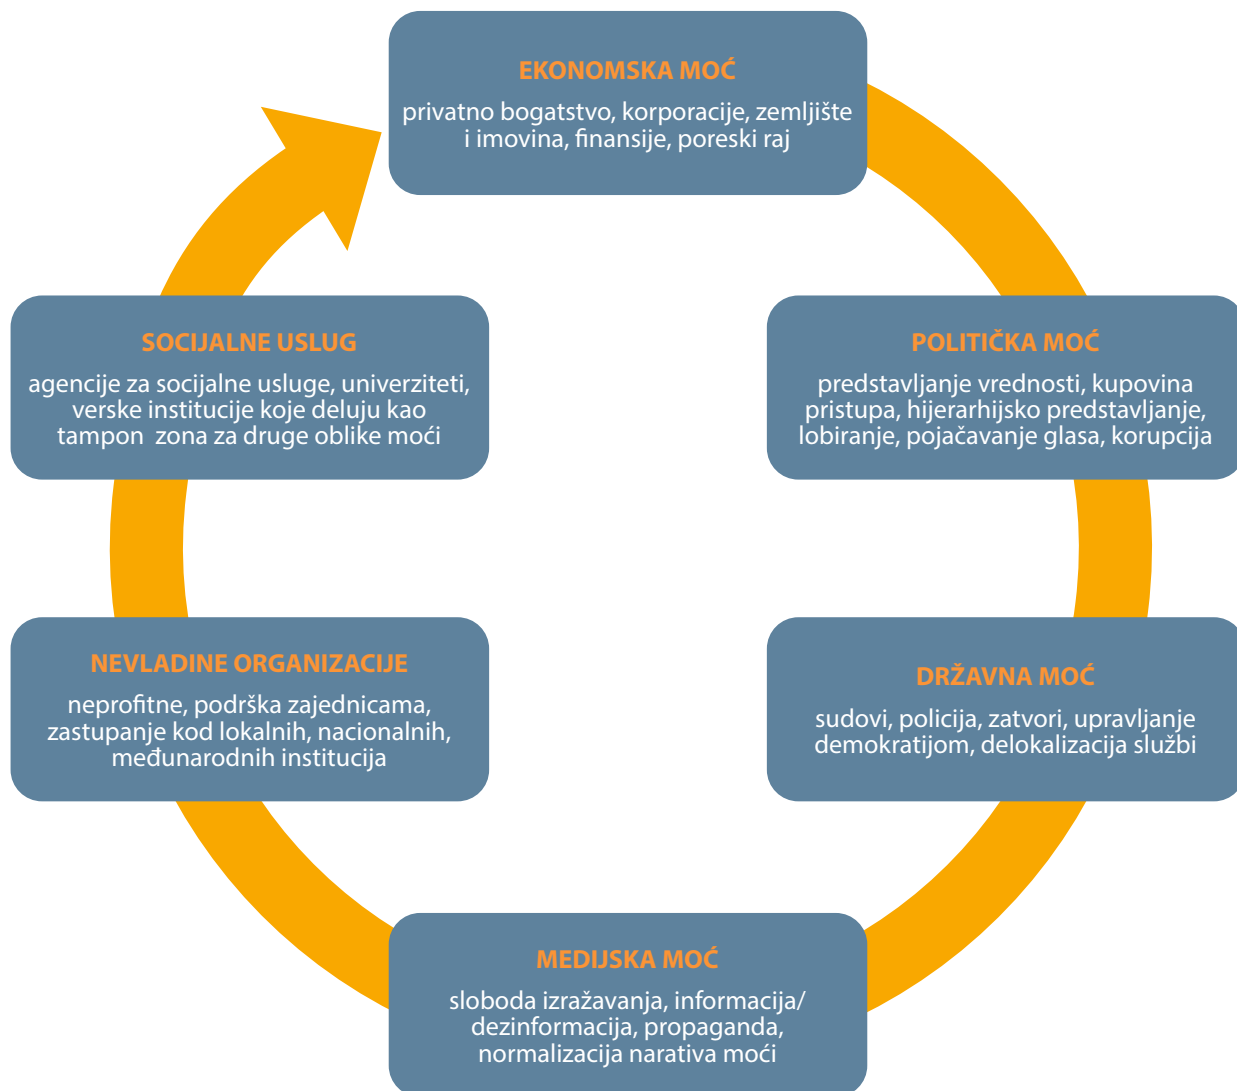 EKONOMSKA MOĆ
privatno bogatstvo, korporacije, zemljište
i imovina, finansije, poreski raj
POLITIČKA MOĆ
predstavljanje vrednosti, kupovina
pristupa, hijerarhijsko predstavljanje,
lobiranje, pojačavanje glasa, korupcija
DRŽAVNA MOĆ
sudovi, policija, zatvori, upravljanje
demokratijom, delokalizacija službi
MEDIJSKA MOĆ
sloboda izražavanja, informacija/
dezinformacija, propaganda,
normalizacija narativa moći
NEVLADINE ORGANIZACIJE
neprofitne, podrška zajednicama,
zastupanje kod lokalnih, nacionalnih,
međunarodnih institucija
SOCIJALNE USLUG
agencije za socijalne usluge, univerziteti,
verske institucije koje deluju kao
tampon  zona za druge oblike moći